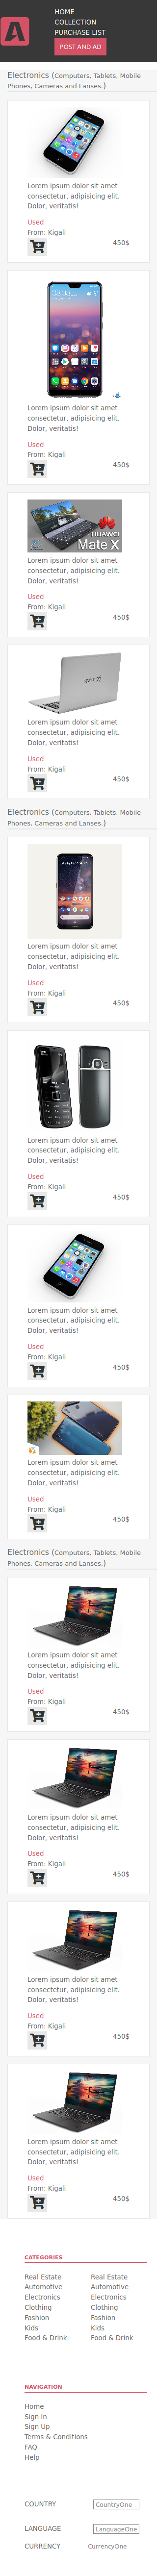 A
HOME
COLLECTION
PURCHASE LIST
POST AND AD
Electronics (Computers, Tablets, Mobile
Phones, Cameras and Lanses.)
Lorem ipsum dolor sit amet
consectetur, adipisicing elit.
Dolor, veritatis!
Used
From: Kigali
450$
Lorem ipsum dolor sit amet
consectetur, adipisicing elit.
Dolor, veritatis!
Used
From: Kigali
450$
HUAWEI
Mate X
Lorem ipsum dolor sit amet
consectetur, adipisicing elit.
Dolor, veritatis!
Used
From: Kigali
450$
Lorem ipsum dolor sit amet
consectetur, adipisicing elit.
Dolor, veritatis!
Used
From: Kigali
450$
Electronics (Computers, Tablets, Mobile
Phones, Cameras and Lanses.)
Lorem ipsum dolor sit amet
consectetur, adipisicing elit.
Dolor, veritatis!
Used
From: Kigali
450$
Lorem ipsum dolor sit amet
consectetur, adipisicing elit.
Dolor, veritatis!
Used
From: Kigali
450$
Lorem ipsum dolor sit amet
consectetur, adipisicing elit.
Dolor, veritatis!
Used
From: Kigali
450$
Lorem ipsum dolor sit amet
consectetur, adipisicing elit.
Dolor, veritatis!
Used
From: Kigali
450$
Electronics (Computers, Tablets, Mobile
Phones, Cameras and Lanses.)
Lorem ipsum dolor sit amet
consectetur, adipisicing elit.
Dolor, veritatis!
Used
From: Kigali
450$
Lorem ipsum dolor sit amet
consectetur, adipisicing elit.
Dolor, veritatis!
Used
From: Kigali
450$
Lorem ipsum dolor sit amet
consectetur, adipisicing elit.
Dolor, veritatis!
Used
From: Kigali
450$
Lorem ipsum dolor sit amet
consectetur, adipisicing elit.
Dolor, veritatis!
Used
From: Kigali
450$
CATEGORIES
Real Estate Real Estate
Automotive Automotive
Electronics Electronics
Clothing Clothing
Fashion Fashion
Kids Kids
Food & Drink Food & Drink
NAVIGATION
Home
Sign In
Sign Up
Terms & Conditions
FAQ
Help
COUNTRY CountryOne
LANGUAGE LanguageOne
CURRENCY CurrencyOne